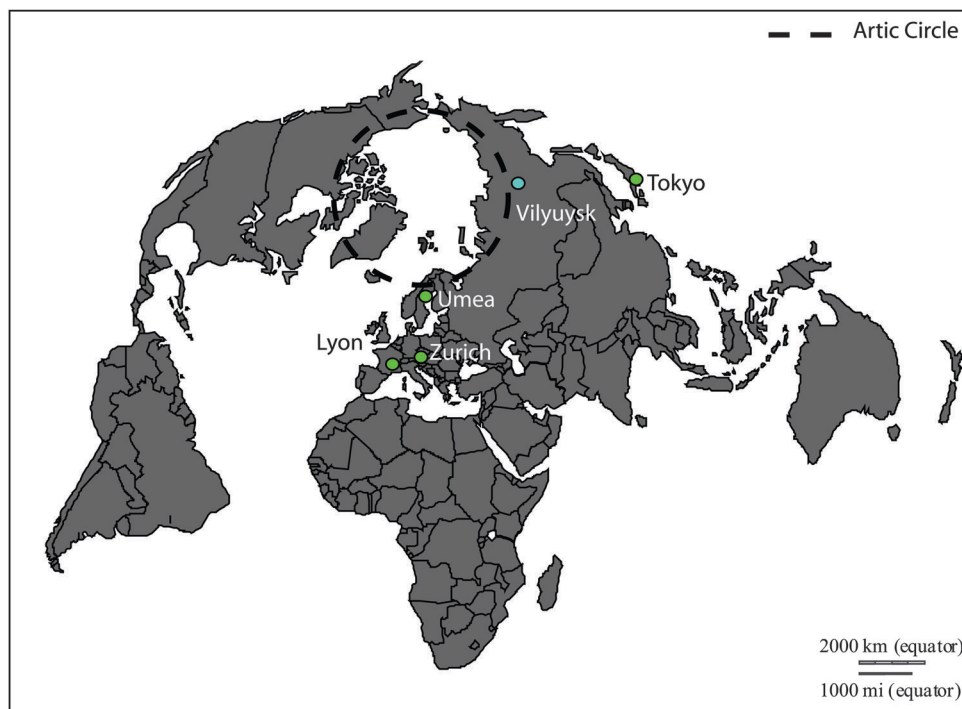 Artic Circle
Tokyo
Vilyuysk
Umea
Lyon
Zurich
2000 km (equator)
1000 mi (equator)